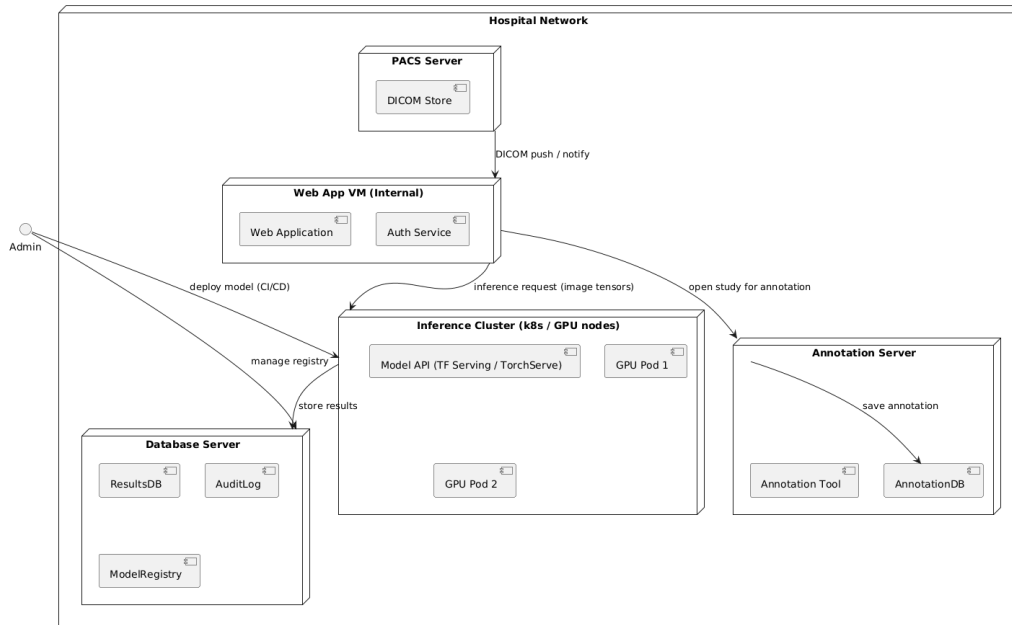 Hospital Network
PACS Server
DICOM Store
DICOM push / notify
Web App VM (Internal)
Web Application
Auth Service
Admin
deploy model (CI/CD)
inference request (image tensors)
open study for annotation
Inference Cluster (k8s / GPU nodes)
Model API (TF Serving / TorchServe)
GPU Pod 1
GPU Pod 2
manage registry
store results
Annotation Server
save annotation
Annotation Tool
AnnotationDB
Database Server
ResultsDB
AuditLog
ModelRegistry